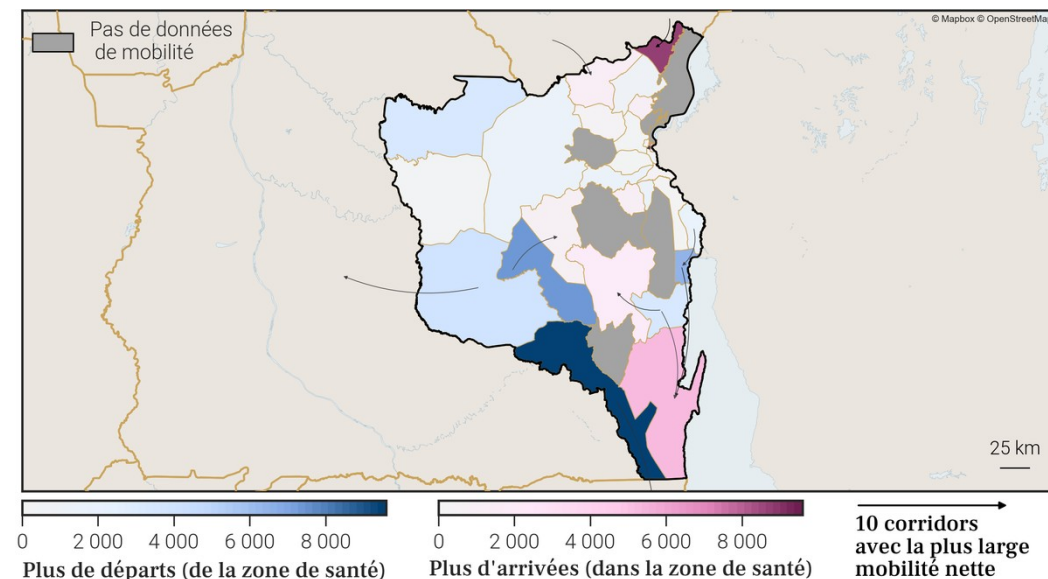 Pas de données
de mobilité
© Mapbox © OpenStreetMap
25 km
0 2 000 4 000 6 000 8 000
Plus de départs (de la zone de santé)
0 2 000 4 000 6 000 8 000
Plus d'arrivées (dans la zone de santé)
10 corridors
avec la plus large
mobilité nette